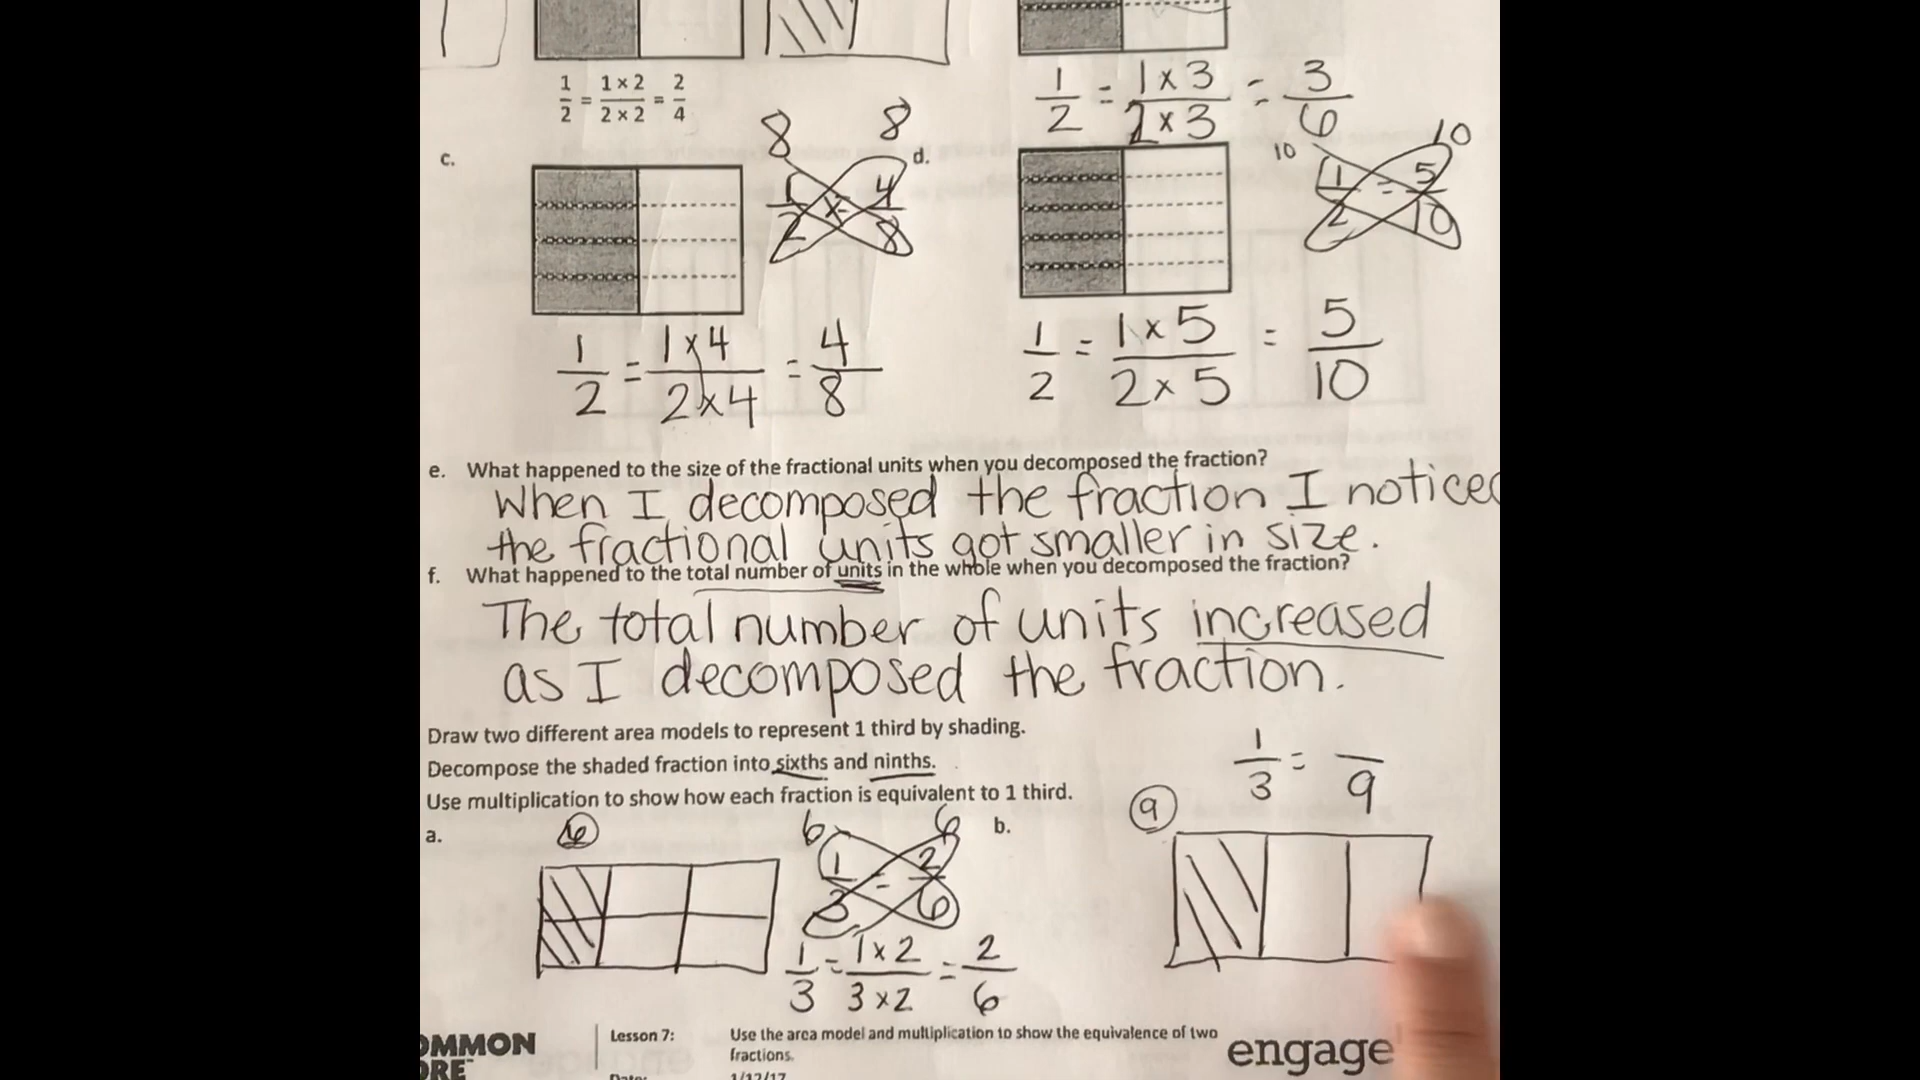 1/2 = 1 x 2 / 2 x 2 = 2/4
1/2 = 1 x 3 / 2 x 3 = 3/6
c.
8 8
1/2 x = 4/8
d.
10 10
1/2 = 5/10
1/2 = 1 x 4 / 2 x 4 = 4/8
1/2 = 1 x 5 / 2 x 5 = 5/10
e. What happened to the size of the fractional units when you decomposed the fraction?
When I decomposed the fraction I noticed
the fractional units got smaller in size.
f. What happened to the total number of units in the whole when you decomposed the fraction?
The total number of units increased
as I decomposed the fraction.
Draw two different area models to represent 1 third by shading.
Decompose the shaded fraction into sixths and ninths.
Use multiplication to show how each fraction is equivalent to 1 third.
1/3 = /9
a.
6
6 6
1/3 = 2/6
1/3 = 1 x 2 / 3 x 2 = 2/6
b.
9
OMMON
ORE
Lesson 7:
Use the area model and multiplication to show the equivalence of two
fractions.
Date:
1/12/17
engage